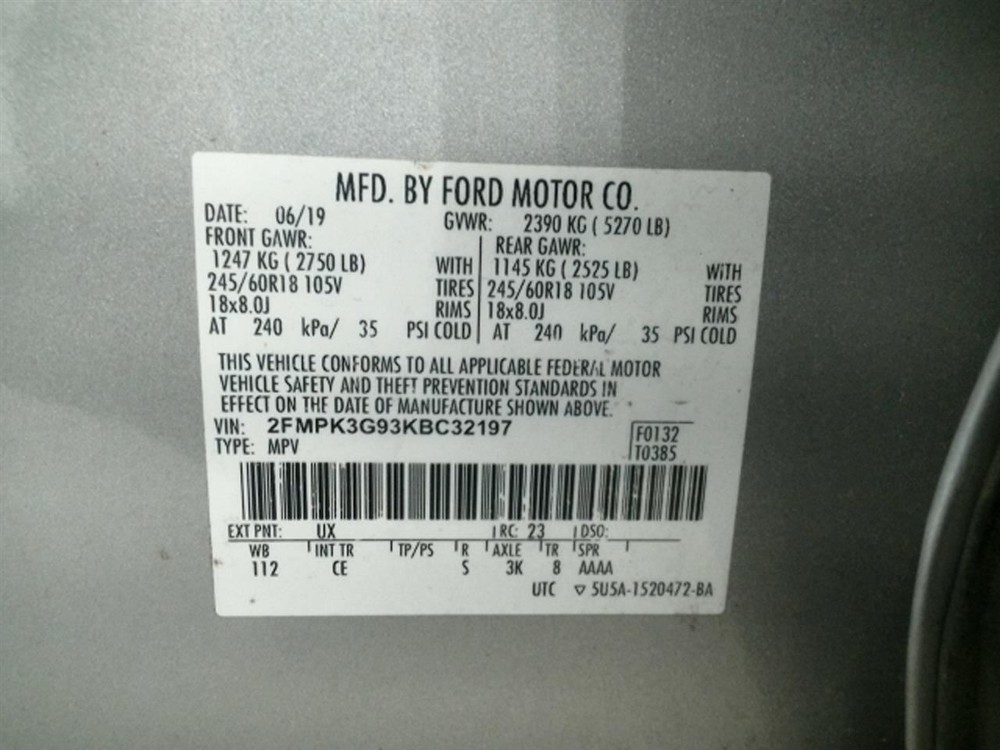 MFD. BY FORD MOTOR CO.
DATE: 06/19 GVWR: 2390 KG ( 5270 LB)
FRONT GAWR: REAR GAWR:
1247 KG ( 2750 LB) WITH 1145 KG ( 2525 LB) WITH
245/60R18 105V TIRES 245/60R18 105V TIRES
18x8.0J RIMS 18x8.0J RIMS
AT 240 kPa/ 35 PSI COLD AT 240 kPa/ 35 PSI COLD
THIS VEHICLE CONFORMS TO ALL APPLICABLE FEDERAL MOTOR
VEHICLE SAFETY AND THEFT PREVENTION STANDARDS IN
EFFECT ON THE DATE OF MANUFACTURE SHOWN ABOVE.
VIN: 2FMPK3G93KBC32197 F0132
TYPE: MPV T0385
EXT PNT: UX RC: 23 DSO:
WB INT TR TP/PS R AXLE TR SPR
112 CE S 3K 8 AAAA
UTC ▽ 5U5A-1520472-BA